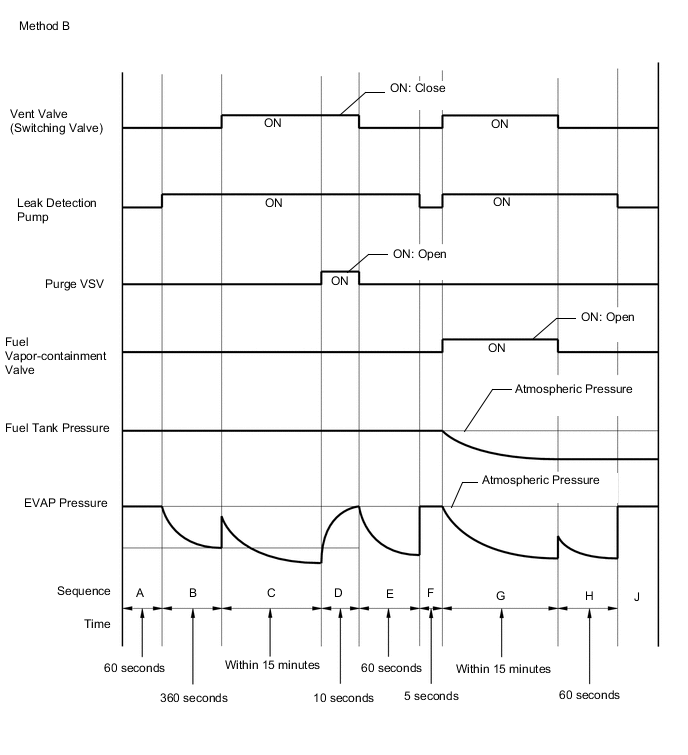 Method B
ON: Close
Vent Valve
(Switching Valve)
ON
ON
Leak Detection
Pump
ON
ON
ON: Open
Purge VSV
ON
ON: Open
Fuel
Vapor-containment
Valve
ON
Atmospheric Pressure
Fuel Tank Pressure
Atmospheric Pressure
EVAP Pressure
Sequence
A
B
C
D
E
F
G
H
J
Time
60 seconds
Within 15 minutes
60 seconds
Within 15 minutes
360 seconds
10 seconds
5 seconds
60 seconds